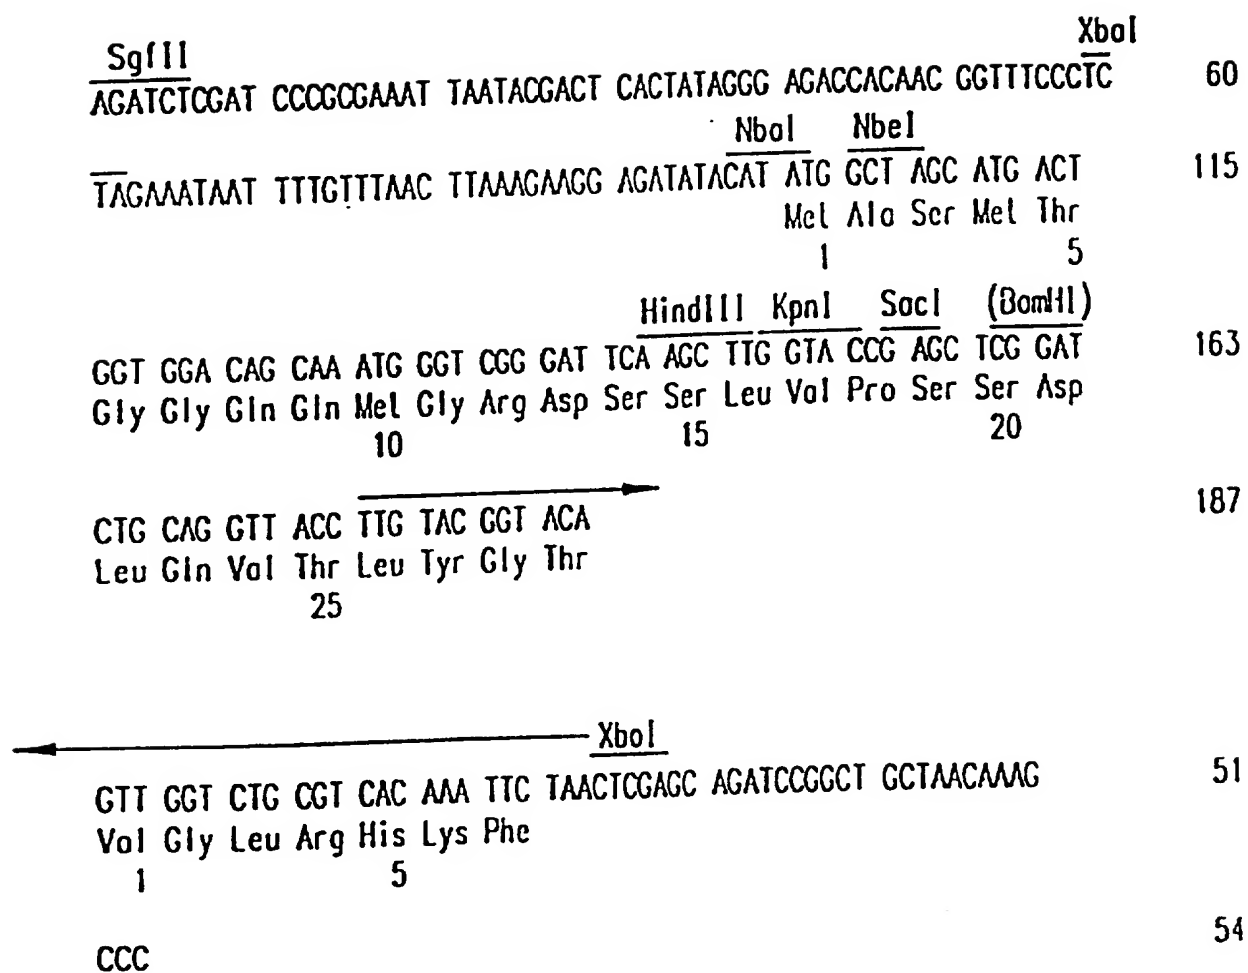 SgfII XbaI
AGATCTCGAT CCCGCGAAAT TAATACGACT CACTATAGGG AGACCACAAC GGTTTCCCTC 60
NbaI NbeI
TAGAAATAAT TTTGTTTAAC TTAAAGAAGG AGATATACAT ATG GCT AGC ATG ACT 115
Met Ala Ser Met Thr
1 5
HindIII KpnI SacI (BamHI)
GGT GGA CAG CAA ATG GGT CGG GAT TCA AGC TTG GTA CCG AGC TCG GAT 163
Gly Gly Gln Gln Met Gly Arg Asp Ser Ser Leu Val Pro Ser Ser Asp
10 15 20
CTG CAG GTT ACC TTG TAC GGT ACA 187
Leu Gln Val Thr Leu Tyr Gly Thr
25
XboI
GTT GGT CTG CGT CAC AAA TTC TAACTCGAGC AGATCCGGCT GCTAACAAAG 51
Val Gly Leu Arg His Lys Phe
1 5
CCC 54